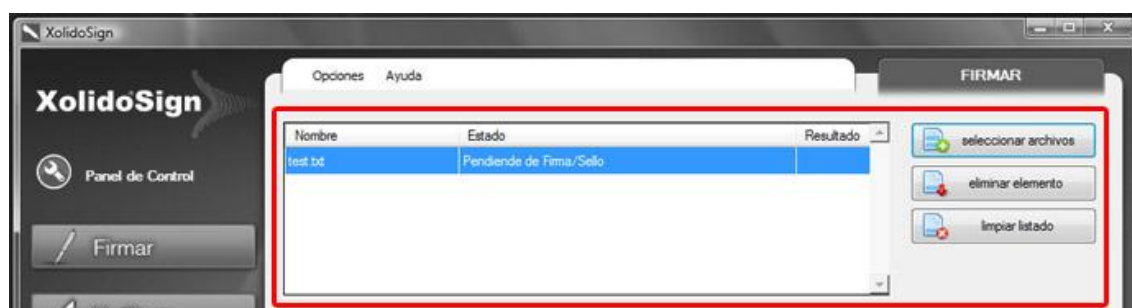 XolidoSign
Opciones Ayuda
FIRMAR
XolidoSign
Nombre Estado Resultado
seleccionar archivos
test.txt Pendiende de Firma/Sello
Panel de Control
eliminar elemento
limpiar listado
Firmar